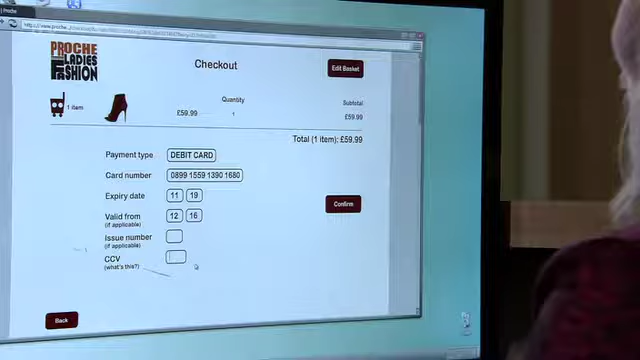 Proche
PROCHE
LADIES
FASHION
Checkout
Edit Basket
1 item
£59.99
Quantity
1
Subtotal
£59.99
Total (1 item): £59.99
Payment type
DEBIT CARD
Card number
0899 1559 1390 1680
Expiry date
11 19
Valid from
(if applicable)
12 16
Issue number
(if applicable)
CCV
(what's this?)
Confirm
Back